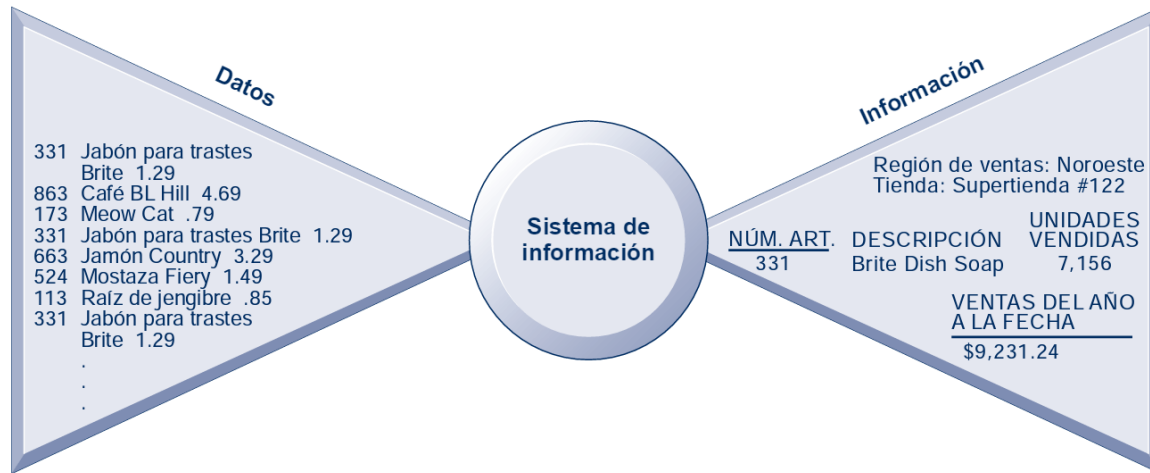 Datos
331 Jabón para trastes
Brite 1.29
863 Café BL Hill 4.69
173 Meow Cat .79
331 Jabón para trastes Brite 1.29
663 Jamón Country 3.29
524 Mostaza Fiery 1.49
113 Raíz de jengibre .85
331 Jabón para trastes
Brite 1.29
.
.
.
Sistema de
información
Información
Región de ventas: Noroeste
Tienda: Supertienda #122
UNIDADES
NÚM. ART. DESCRIPCIÓN VENDIDAS
331 Brite Dish Soap 7,156
VENTAS DEL AÑO
A LA FECHA
$9,231.24